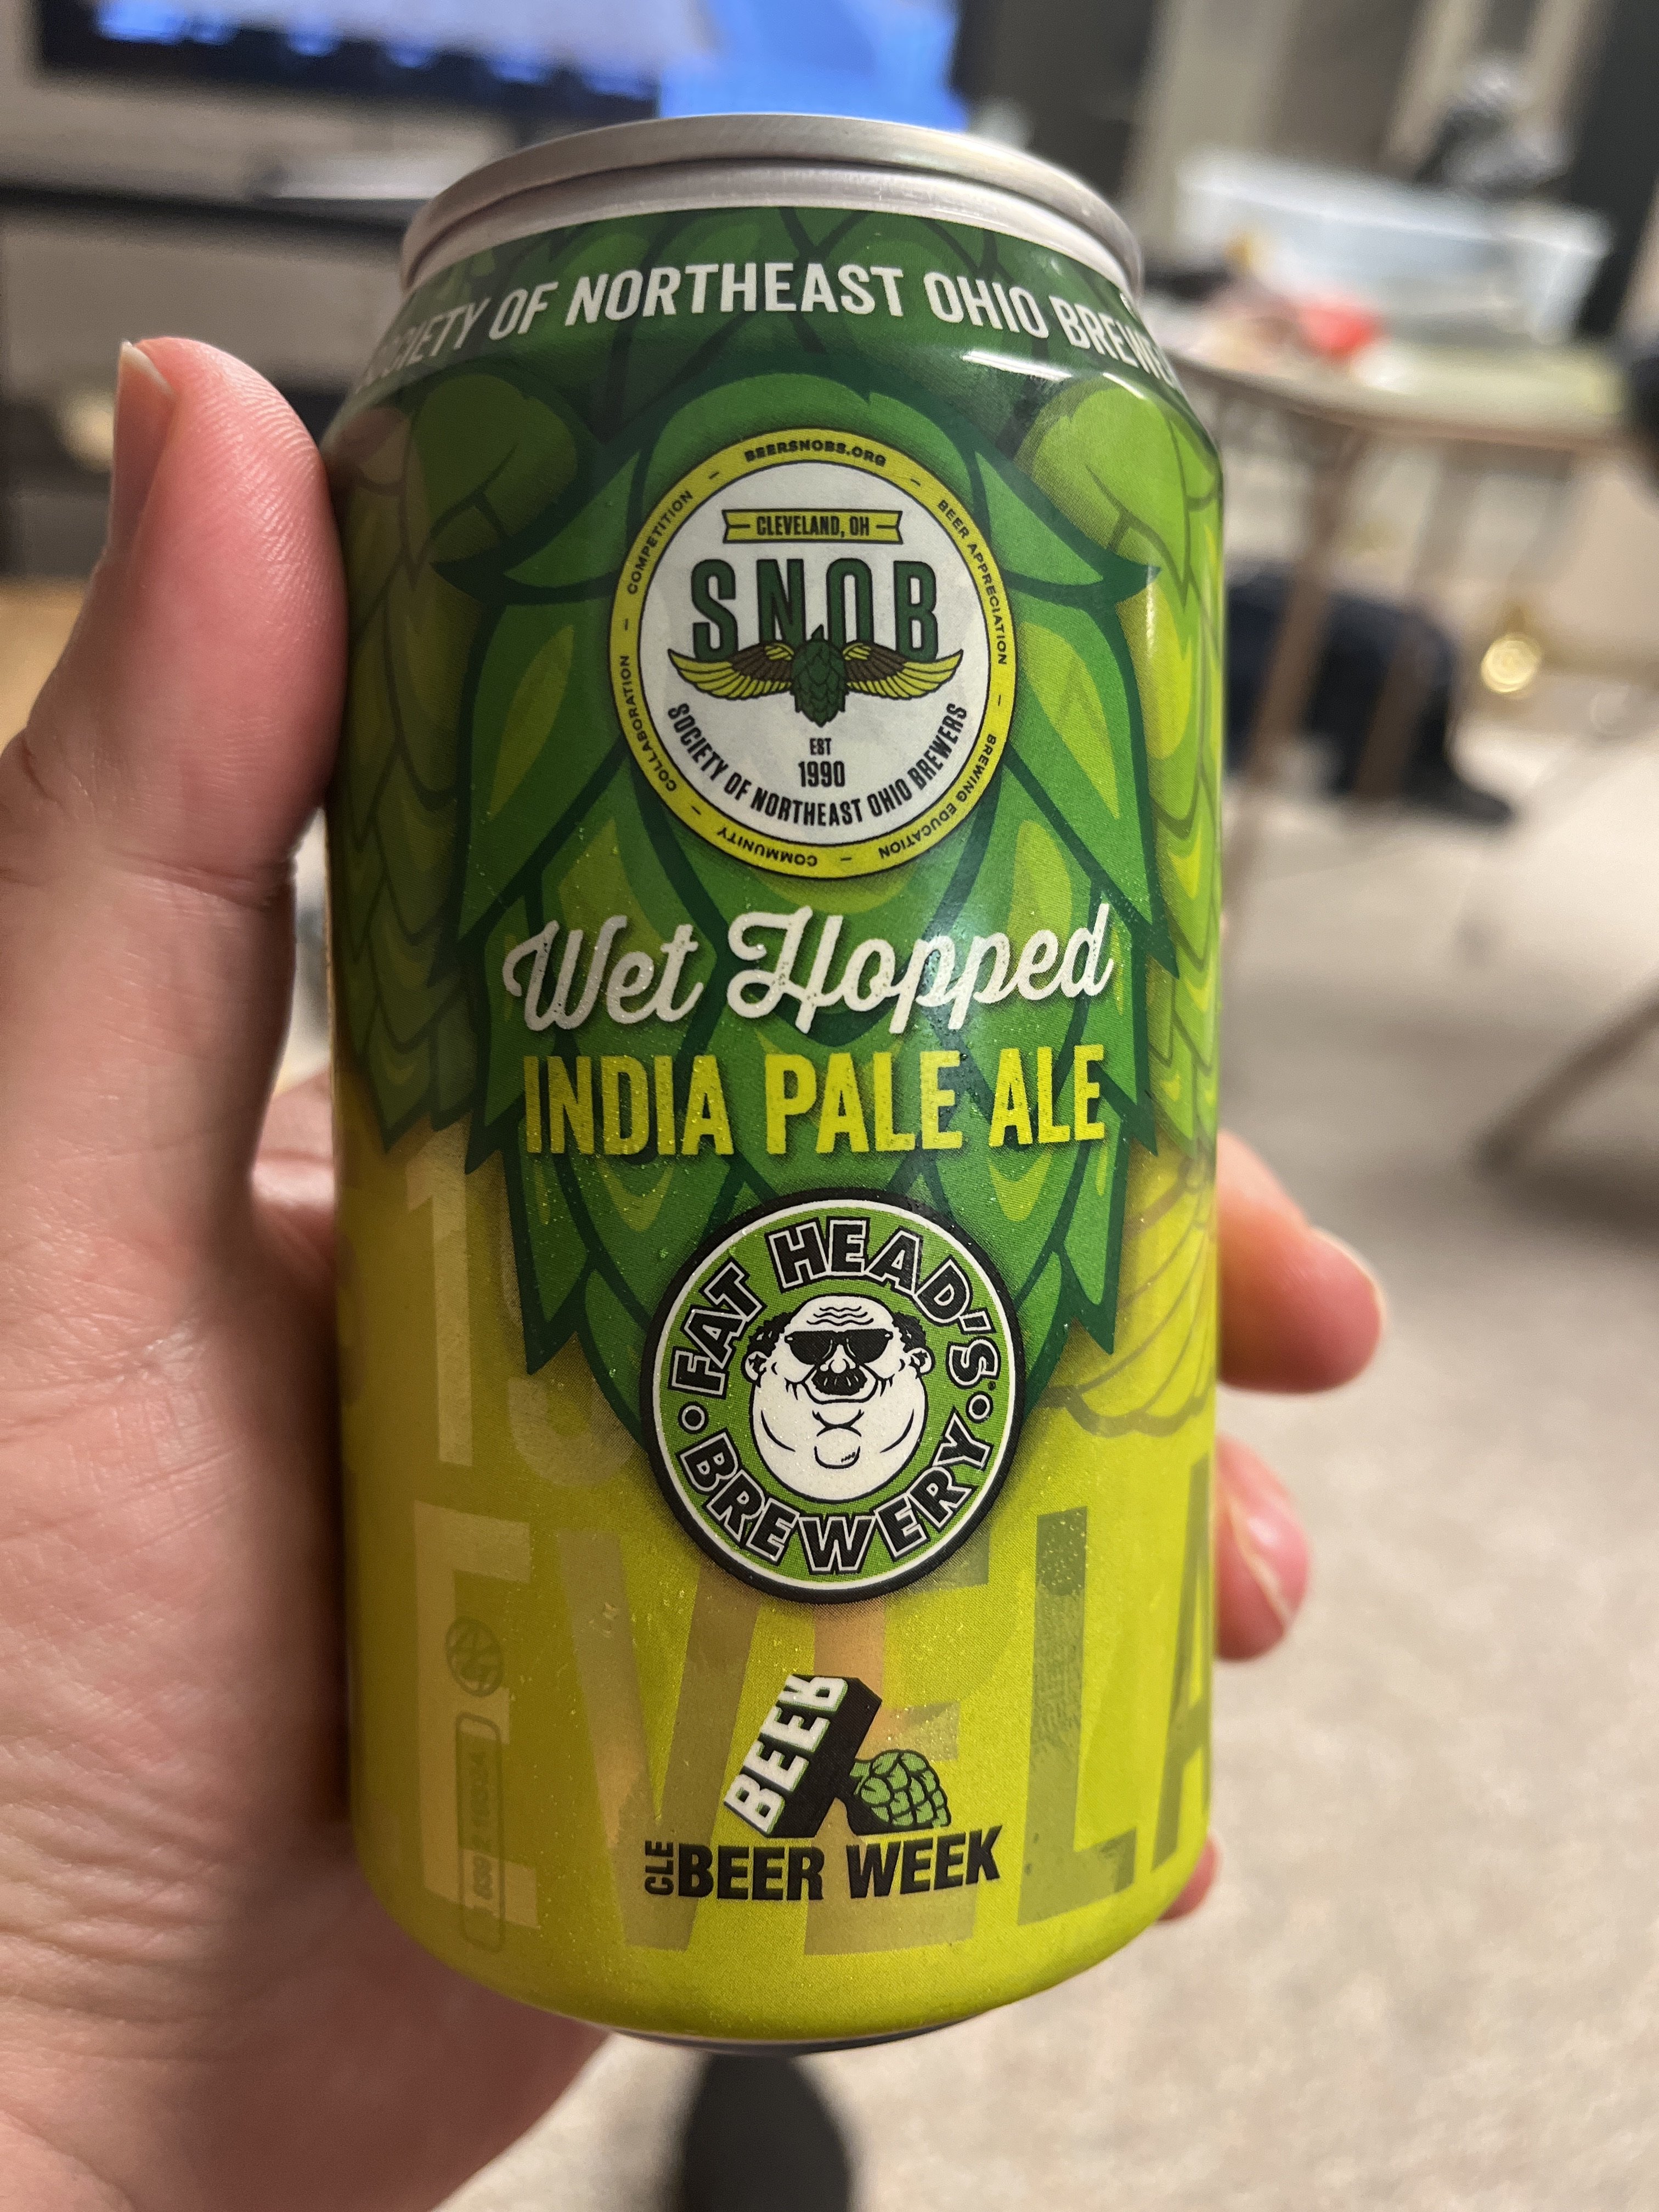 SOCIETY OF NORTHEAST OHIO
BEERSNOBS.ORG
COMPETITION
BEER APPRECIATION
COLLABORATION
BREWING EDUCATION
COMMUNITY
CLEVELAND, OH
SNOB
EST
1990
SOCIETY OF NORTHEAST OHIO BREWERS
Wet Hopped
INDIA PALE ALE
FAT HEAD'S
BREWERY
BEER
CLE BEER WEEK